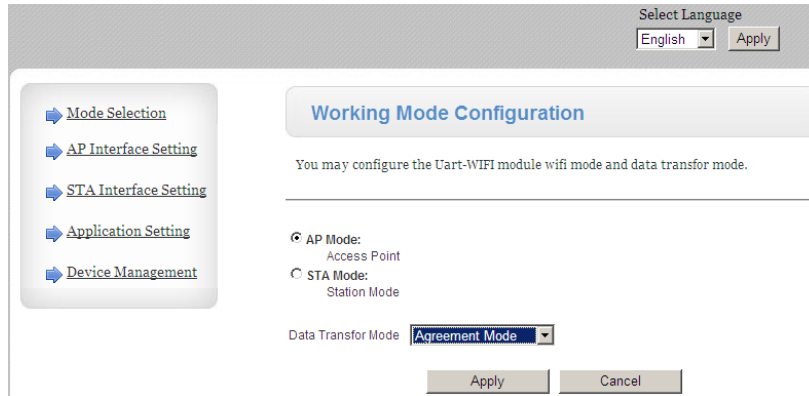 Select Language
English Apply
Mode Selection
AP Interface Setting
STA Interface Setting
Application Setting
Device Management
Working Mode Configuration
You may configure the Uart-WIFI module wifi mode and data transfor mode.
AP Mode:
Access Point
STA Mode:
Station Mode
Data Transfor Mode Agreement Mode
Apply Cancel